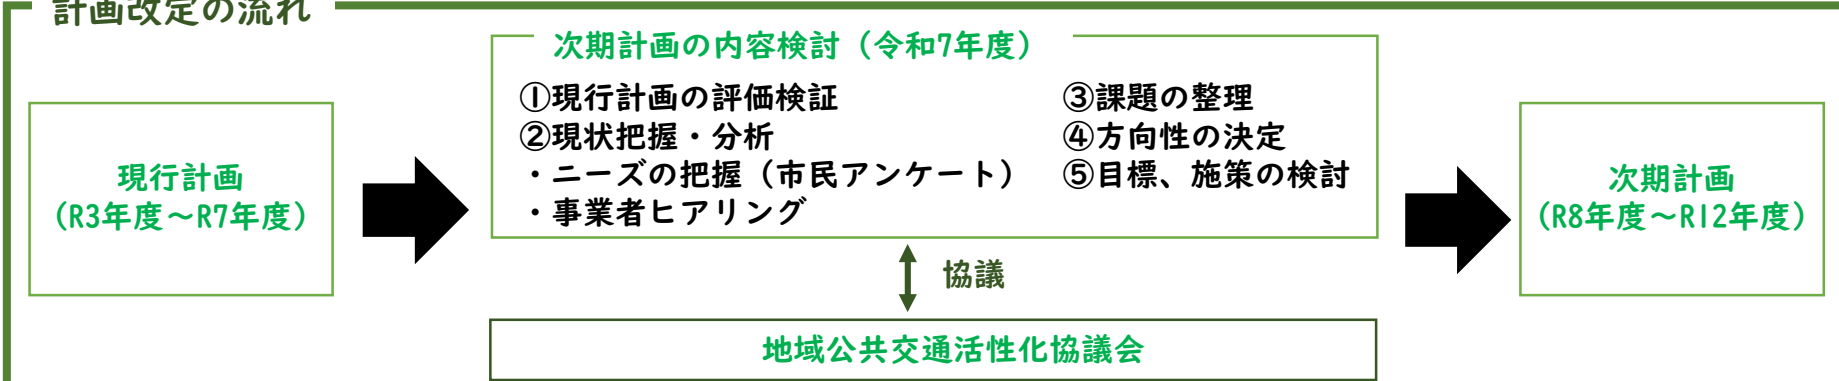 計画改定の流れ
次期計画の内容検討（令和7年度）
①現行計画の評価検証
②現状把握・分析
・ニーズの把握（市民アンケート）
・事業者ヒアリング
③課題の整理
④方向性の決定
⑤目標、施策の検討
現行計画
（R3年度～R7年度）
次期計画
（R8年度～R12年度）
協議
地域公共交通活性化協議会